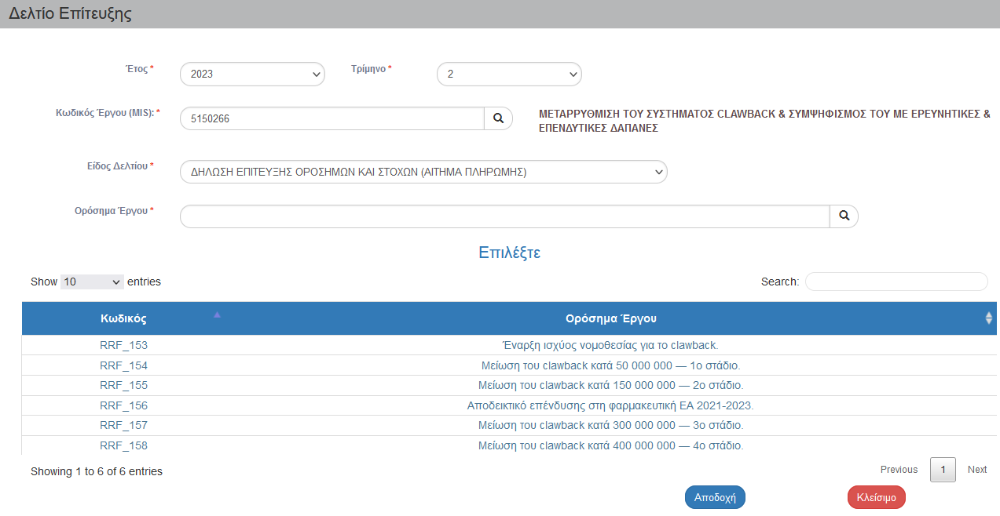 Δελτίο Επίτευξης
Έτος * 2023 Τρίμηνο * 2
Κωδικός Έργου (MIS): * 5150266 ΜΕΤΑΡΡΥΘΜΙΣΗ ΤΟΥ ΣΥΣΤΗΜΑΤΟΣ CLAWBACK & ΣΥΜΨΗΦΙΣΜΟΣ ΤΟΥ ΜΕ ΕΡΕΥΝΗΤΙΚΕΣ &
ΕΠΕΝΔΥΤΙΚΕΣ ΔΑΠΑΝΕΣ
Είδος Δελτίου * ΔΗΛΩΣΗ ΕΠΙΤΕΥΞΗΣ ΟΡΟΣΗΜΩΝ ΚΑΙ ΣΤΟΧΩΝ (ΑΙΤΗΜΑ ΠΛΗΡΩΜΗΣ)
Ορόσημα Έργου *
Επιλέξτε
Show 10 entries Search:
Κωδικός Ορόσημα Έργου
RRF_153 Έναρξη ισχύος νομοθεσίας για το clawback.
RRF_154 Μείωση του clawback κατά 50 000 000 — 1ο στάδιο.
RRF_155 Μείωση του clawback κατά 150 000 000 — 2ο στάδιο.
RRF_156 Αποδεικτικό επένδυσης στη φαρμακευτική ΕΑ 2021-2023.
RRF_157 Μείωση του clawback κατά 300 000 000 — 3ο στάδιο.
RRF_158 Μείωση του clawback κατά 400 000 000 — 4ο στάδιο.
Showing 1 to 6 of 6 entries Previous 1 Next
Αποδοχή Κλείσιμο